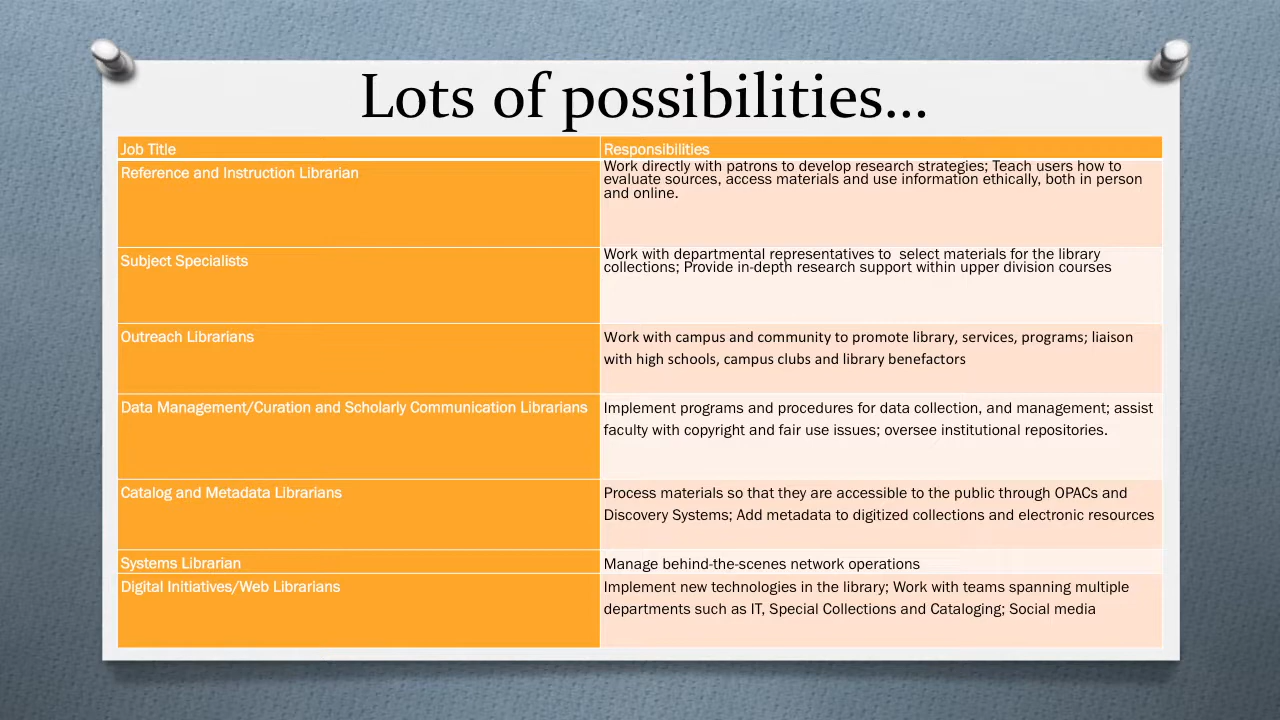 Lots of possibilities...
Job Title
Responsibilities
Reference and Instruction Librarian
Work directly with patrons to develop research strategies; Teach users how to
evaluate sources, access materials and use information ethically, both in person
and online.
Subject Specialists
Work with departmental representatives to  select materials for the library
collections; Provide in-depth research support within upper division courses
Outreach Librarians
Work with campus and community to promote library, services, programs; liaison
with high schools, campus clubs and library benefactors
Data Management/Curation and Scholarly Communication Librarians
Implement programs and procedures for data collection, and management; assist
faculty with copyright and fair use issues; oversee institutional repositories.
Catalog and Metadata Librarians
Process materials so that they are accessible to the public through OPACs and
Discovery Systems; Add metadata to digitized collections and electronic resources
Systems Librarian
Manage behind-the-scenes network operations
Digital Initiatives/Web Librarians
Implement new technologies in the library; Work with teams spanning multiple
departments such as IT, Special Collections and Cataloging; Social media